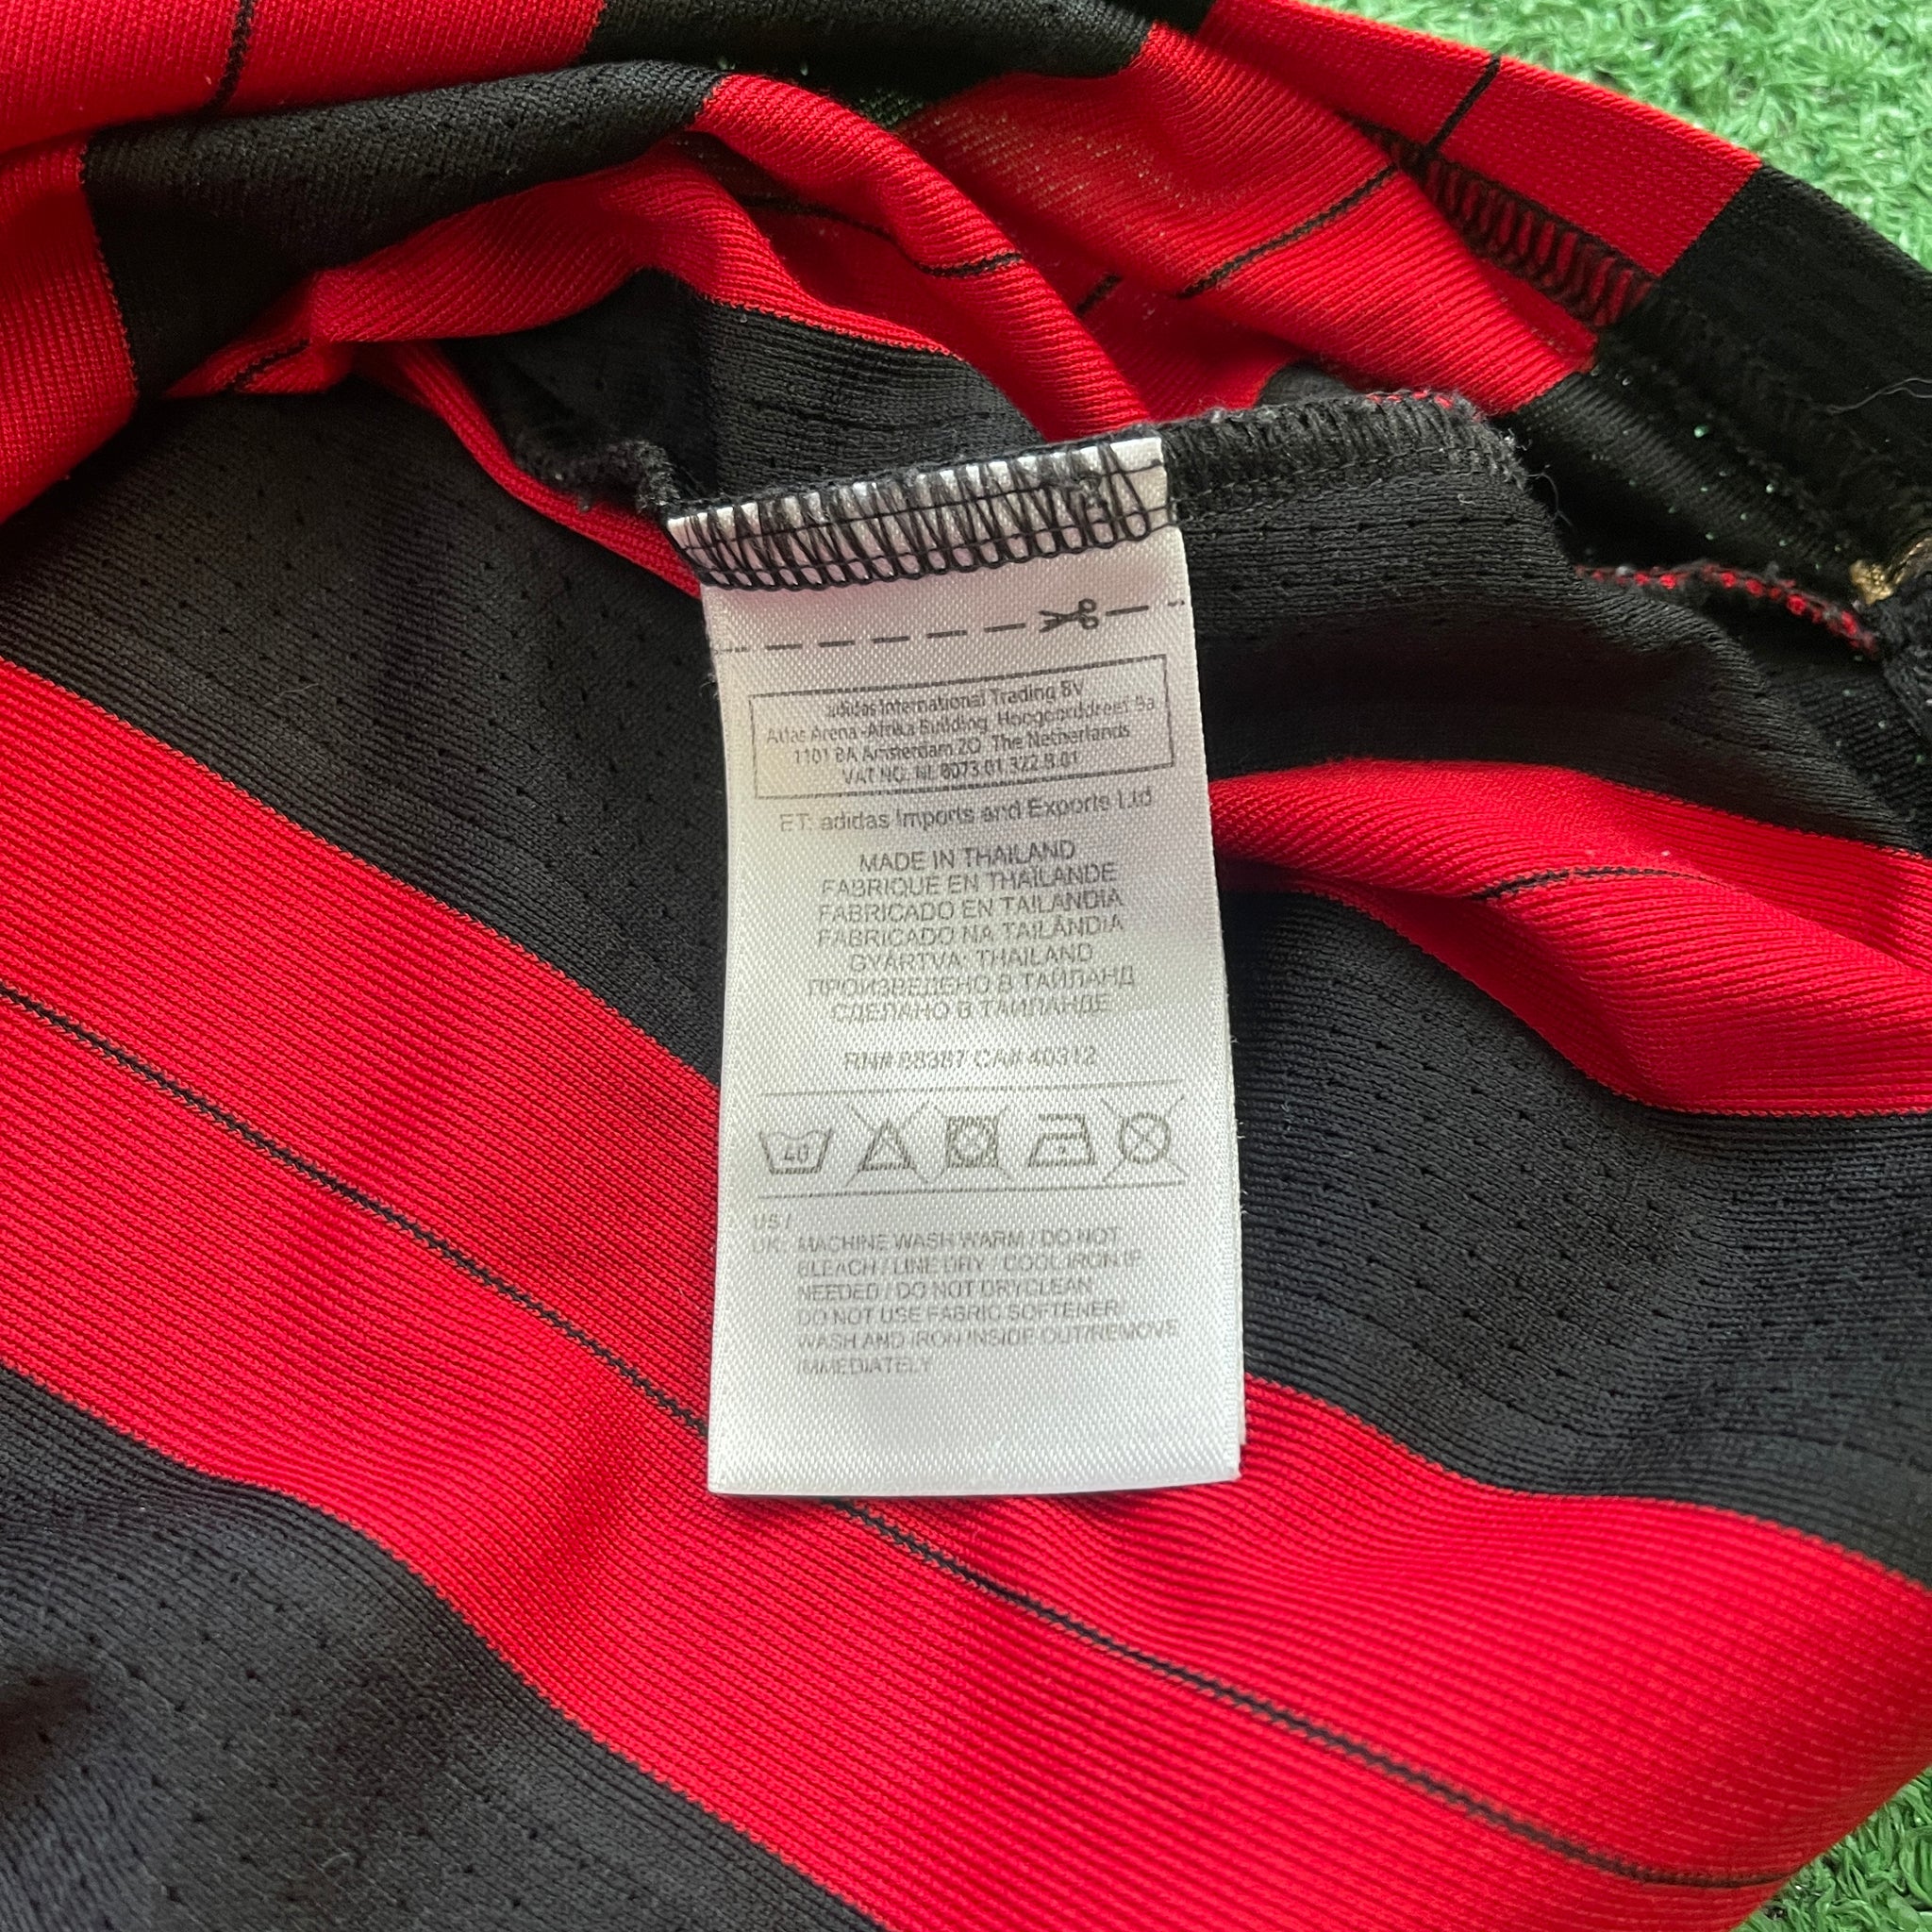 adidas International Trading BV
Atlas Arena-Afrika Building, Hoogoorddreef 9a
1101 BA Amsterdam ZO The Netherlands
VAT NO: NL 8073.01.322.B.01
ET: adidas Imports and Exports Ltd
MADE IN THAILAND
FABRIQUE EN THAÏLANDE
FABRICADO EN TAILANDIA
FABRICADO NA TAILÂNDIA
GYÁRTVA: THAILAND
ПРОИЗВЕДЕНО В ТАЙЛАНД
СДЕЛАНО В ТАИЛАНДЕ
RN# 88387 CA# 40312
40
US /
UK: MACHINE WASH WARM / DO NOT
BLEACH / LINE DRY / COOL IRON IF
NEEDED / DO NOT DRYCLEAN
DO NOT USE FABRIC SOFTENER/
WASH AND IRON INSIDE OUT/REMOVE
IMMEDIATELY